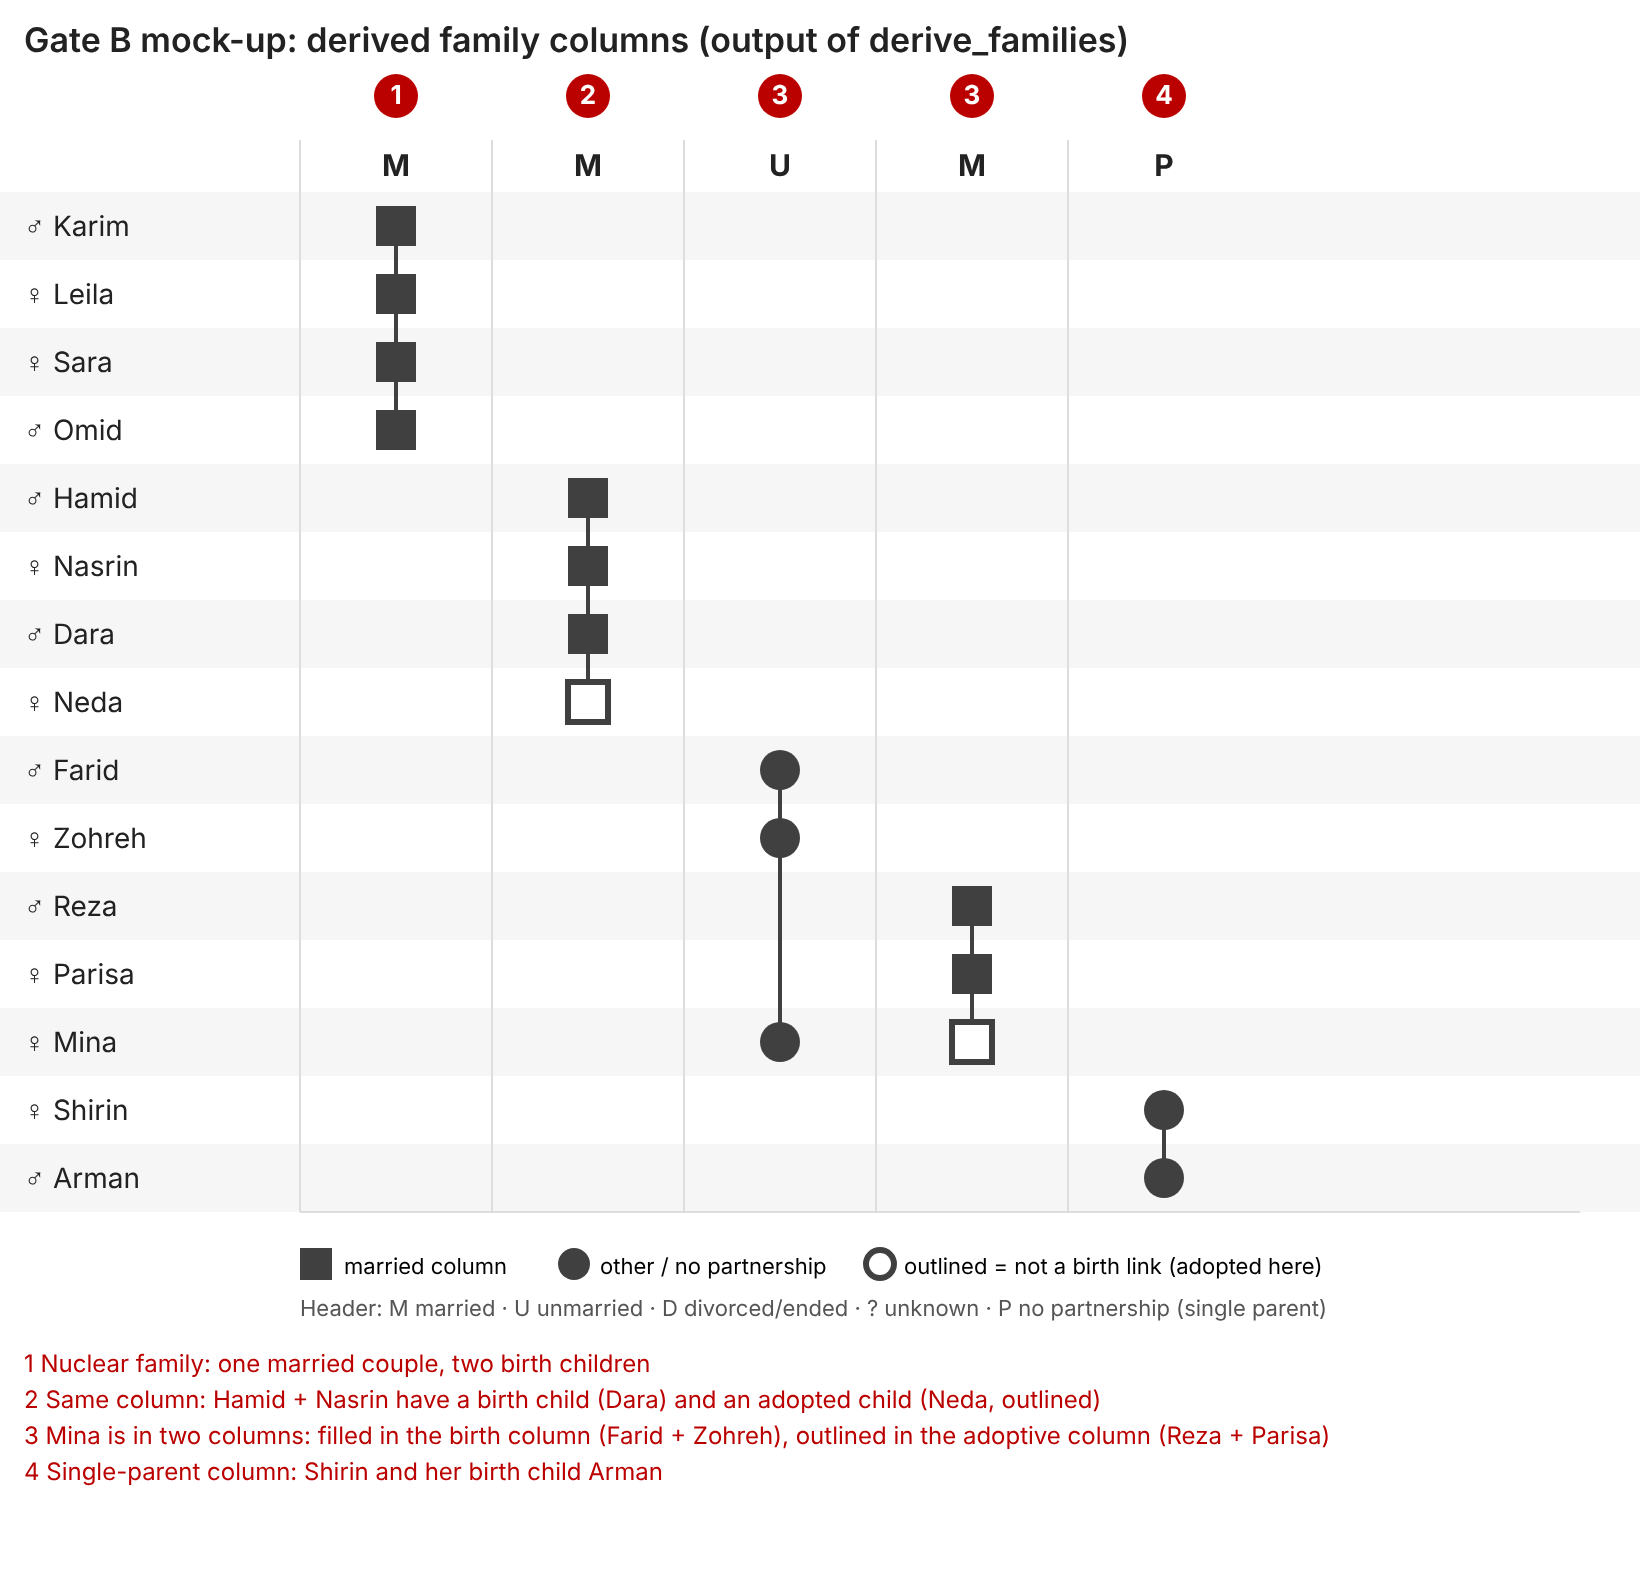 Gate B mock-up: derived family columns (output of derive_families)
1 2 3 3 4
M M U M P
♂ Karim
♀ Leila
♀ Sara
♂ Omid
♂ Hamid
♀ Nasrin
♂ Dara
♀ Neda
♂ Farid
♀ Zohreh
♂ Reza
♀ Parisa
♀ Mina
♀ Shirin
♂ Arman
married column other / no partnership outlined = not a birth link (adopted here)
Header: M married · U unmarried · D divorced/ended · ? unknown · P no partnership (single parent)
1 Nuclear family: one married couple, two birth children
2 Same column: Hamid + Nasrin have a birth child (Dara) and an adopted child (Neda, outlined)
3 Mina is in two columns: filled in the birth column (Farid + Zohreh), outlined in the adoptive column (Reza + Parisa)
4 Single-parent column: Shirin and her birth child Arman